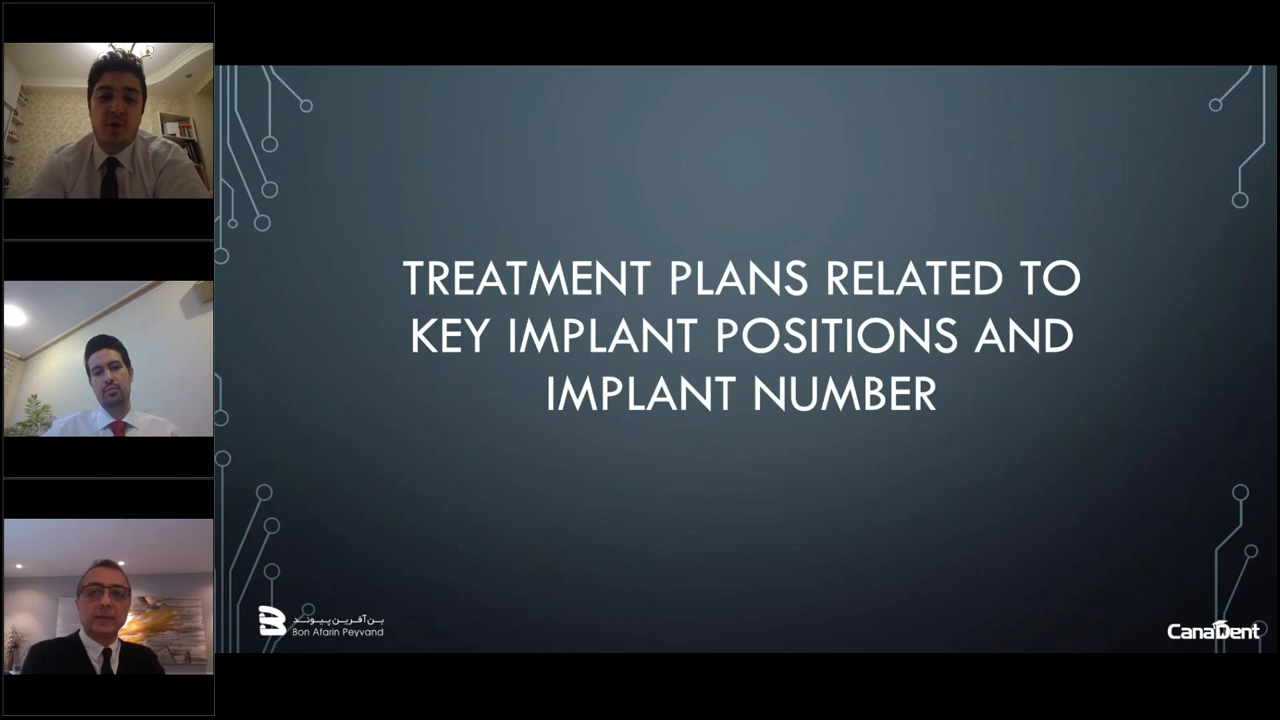 TREATMENT PLANS RELATED TO
KEY IMPLANT POSITIONS AND
IMPLANT NUMBER
بن‌آفرین‌پیوند
Bon Afarin Peyvand
CanaDent